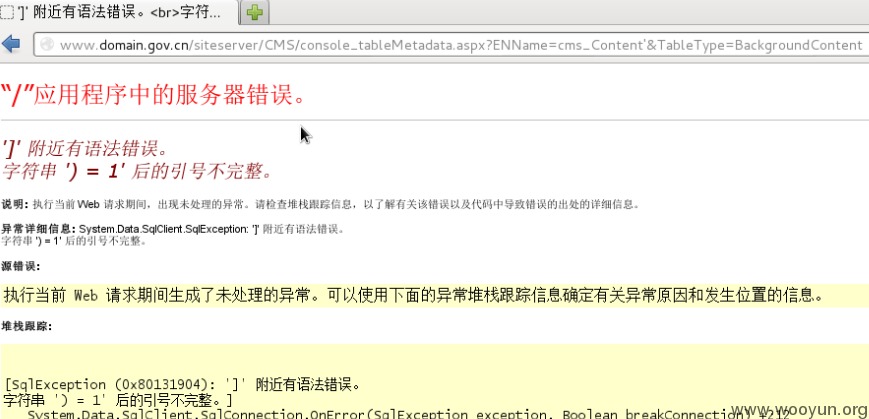 ']' 附近有语法错误。<br>字符...
www.domain.gov.cn/siteserver/CMS/console_tableMetadata.aspx?ENName=cms_Content'&TableType=BackgroundContent
“/”应用程序中的服务器错误。
']' 附近有语法错误。
字符串 ') = 1' 后的引号不完整。
说明: 执行当前 Web 请求期间，出现未处理的异常。请检查堆栈跟踪信息，以了解有关该错误以及代码中导致错误的出处的详细信息。
异常详细信息: System.Data.SqlClient.SqlException: ']' 附近有语法错误。
字符串 ') = 1' 后的引号不完整。
源错误:
执行当前 Web 请求期间生成了未处理的异常。可以使用下面的异常堆栈跟踪信息确定有关异常原因和发生位置的信息。
堆栈跟踪:
[SqlException (0x80131904): ']' 附近有语法错误。
字符串 ') = 1' 后的引号不完整。]
System.Data.SqlClient.SqlConnection.OnError(SqlException exception, Boolean breakConnection) +212
www.wooyun.org